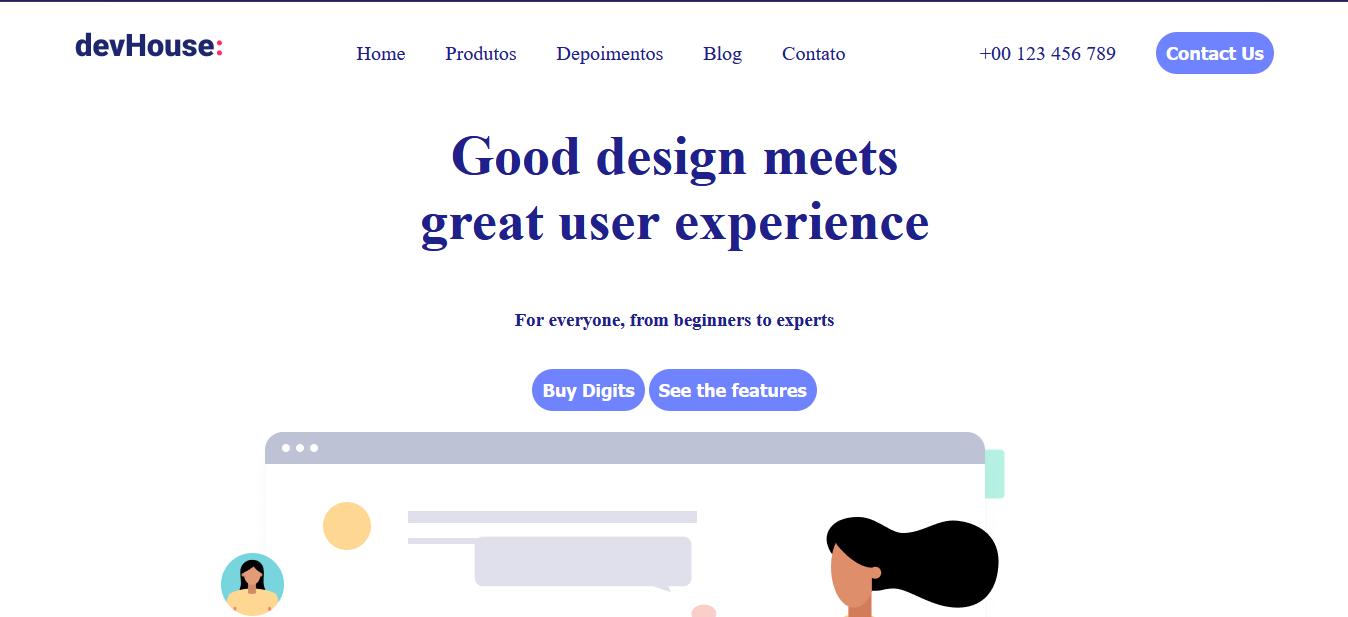 devHouse:
Home Produtos Depoimentos Blog Contato +00 123 456 789 Contact Us
Good design meets
great user experience
For everyone, from beginners to experts
Buy Digits See the features